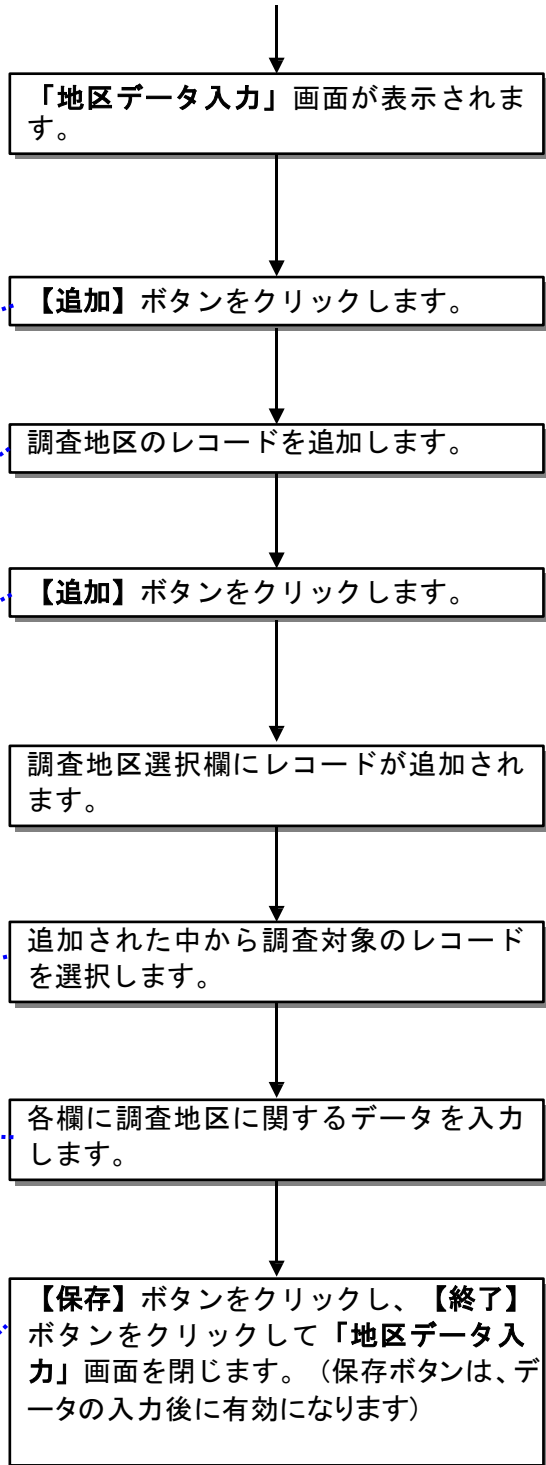 「地区データ入力」画面が表示されま
す。
【追加】ボタンをクリックします。
調査地区のレコードを追加します。
【追加】ボタンをクリックします。
調査地区選択欄にレコードが追加され
ます。
追加された中から調査対象のレコード
を選択します。
各欄に調査地区に関するデータを入力
します。
【保存】ボタンをクリックし、【終了】
ボタンをクリックして「地区データ入
力」画面を閉じます。（保存ボタンは、デ
ータの入力後に有効になります）